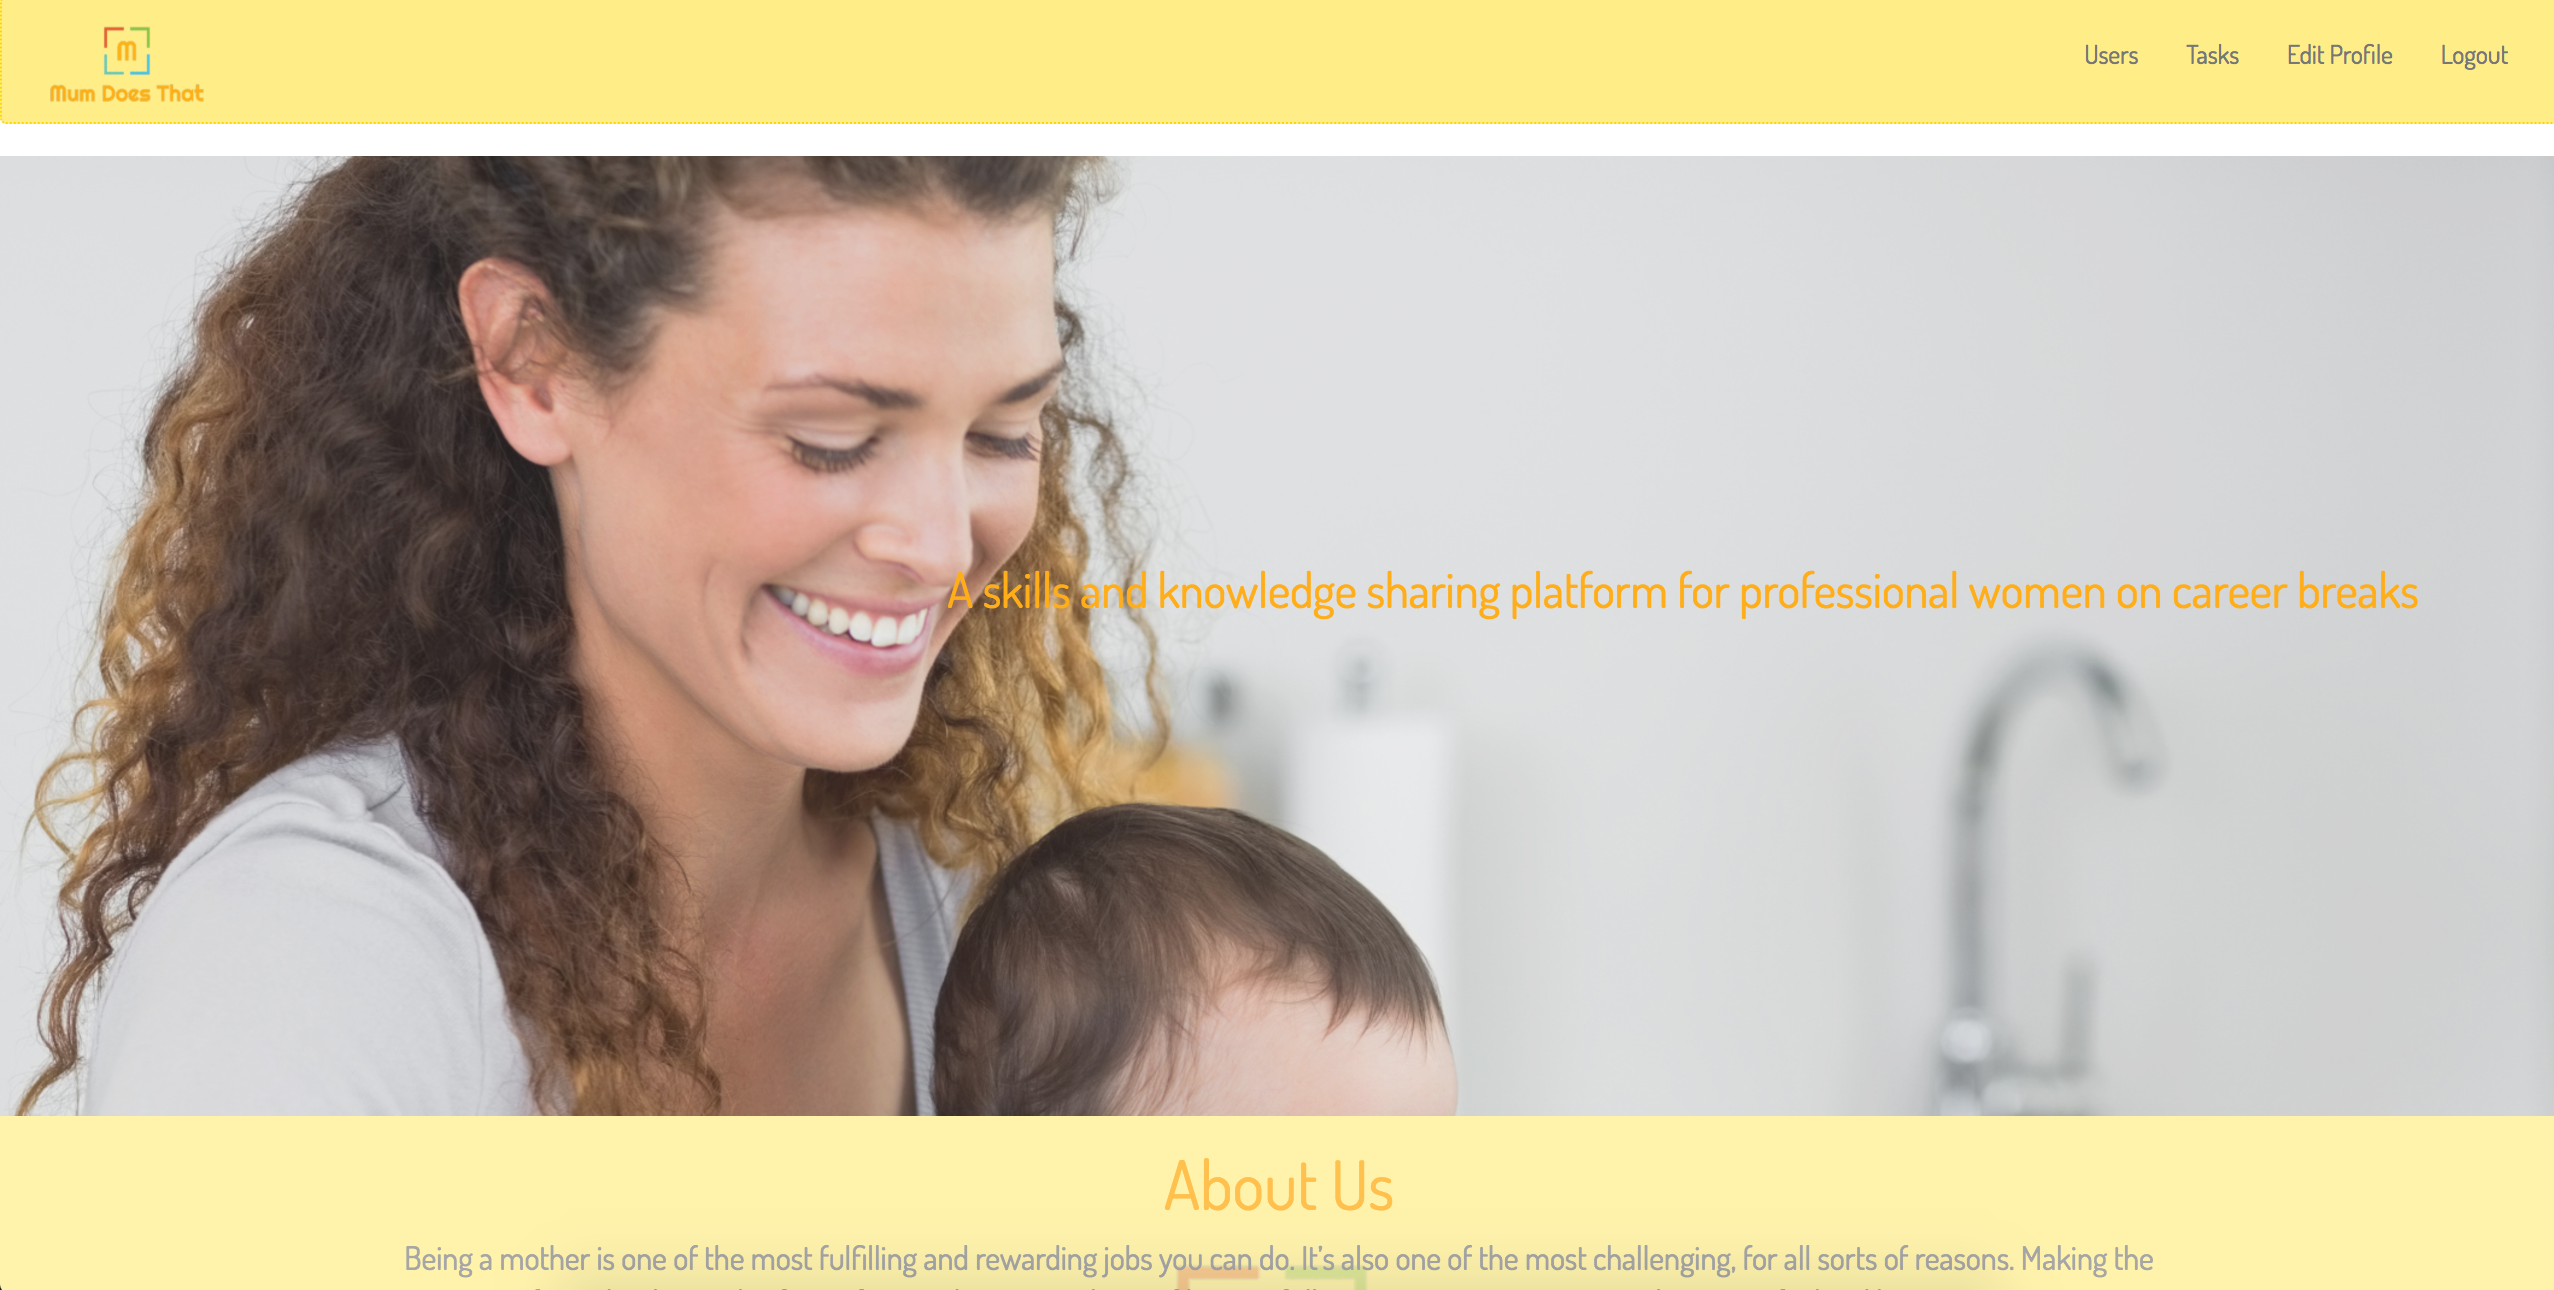 M
Mum Does That
Users
Tasks
Edit Profile
Logout
A skills and knowledge sharing platform for professional women on career breaks
About Us
Being a mother is one of the most fulfilling and rewarding jobs you can do. It’s also one of the most challenging, for all sorts of reasons. Making the